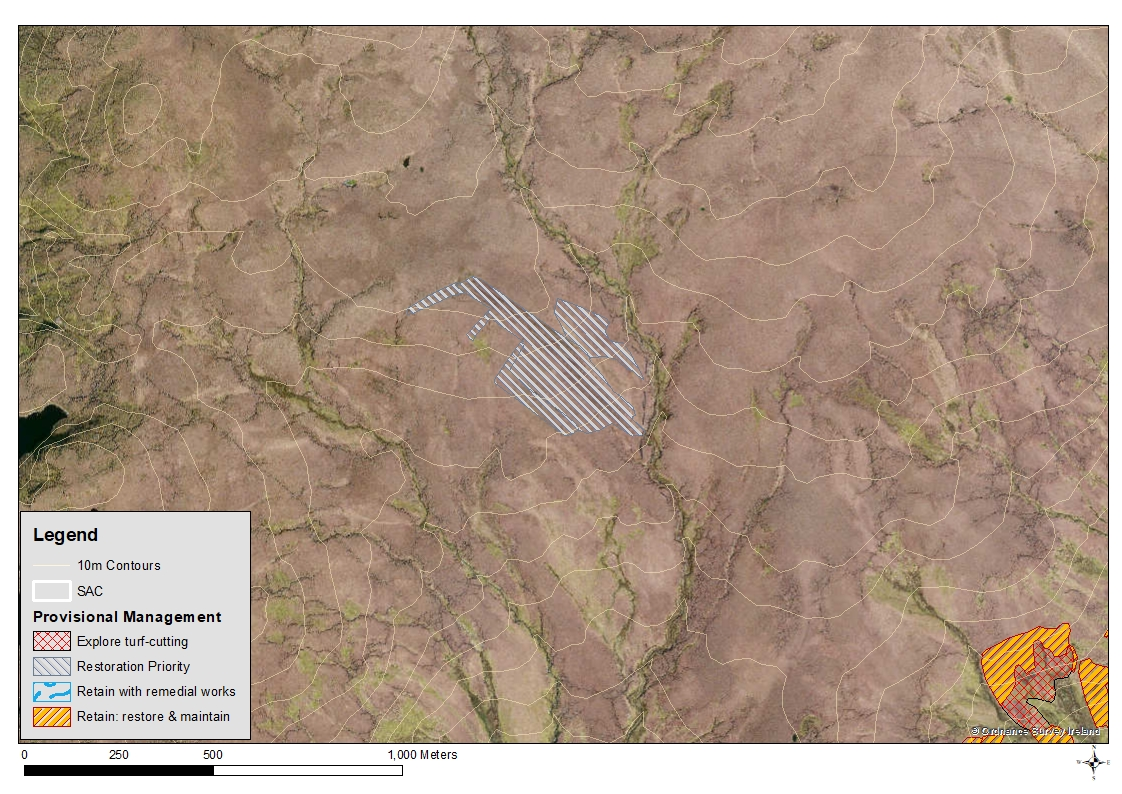 Legend
10m Contours
SAC
Provisional Management
Explore turf-cutting
Restoration Priority
Retain with remedial works
Retain: restore & maintain
© Ordnance Survey Ireland
0 250 500 1,000 Meters
N
W E
S